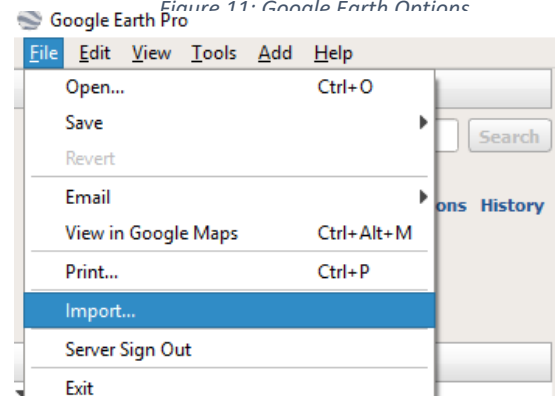 Figure 11: Google Earth Options
Google Earth Pro
File Edit View Tools Add Help
Open... Ctrl+O
Save
Search
Revert
Email
ons History
View in Google Maps Ctrl+Alt+M
Print... Ctrl+P
Import...
Server Sign Out
Exit